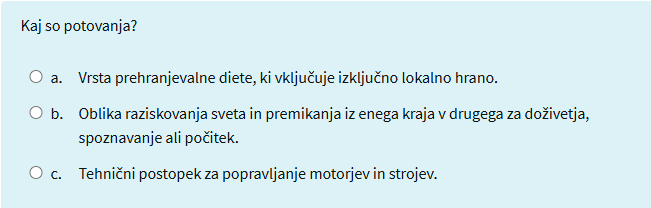 Kaj so potovanja?
a. Vrsta prehranjevalne diete, ki vključuje izključno lokalno hrano.
b. Oblika raziskovanja sveta in premikanja iz enega kraja v drugega za doživetja,
spoznavanje ali počitek.
c. Tehnični postopek za popravljanje motorjev in strojev.